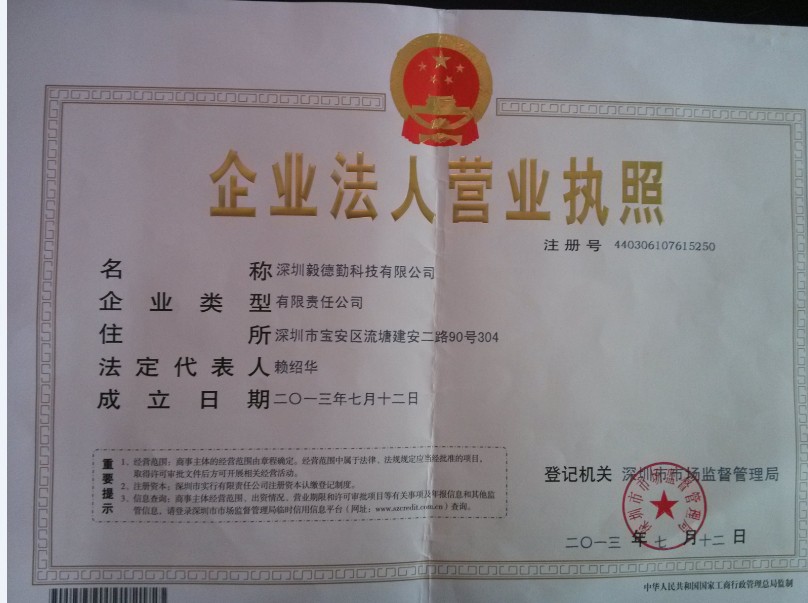 企业法人营业执照
注册号 440306107615250
名称 深圳毅德勤科技有限公司
企业类型 有限责任公司
住所 深圳市宝安区流塘建安二路90号304
法定代表人 赖绍华
成立日期 二〇一三年七月十二日
重要提示
1、经营范围：商事主体的经营范围由章程确定。经营范围中属于法律、法规规定应当经批准的项目，
取得许可审批文件后方可开展相关经营活动。
2、注册资本：深圳市实行有限责任公司注册资本认缴登记制度。
3、信息查询：商事主体经营范围、出资情况、营业期限和许可审批项目等有关事项及年报信息和其他监
管信息，请登录深圳市市场监督管理局临时信用信息平台（网址：www.szcredit.com.cn）查询。
登记机关 深圳市市场监督管理局
深圳市市场监督管理局
二〇一三 年 七 月 十二 日
中华人民共和国国家工商行政管理总局监制